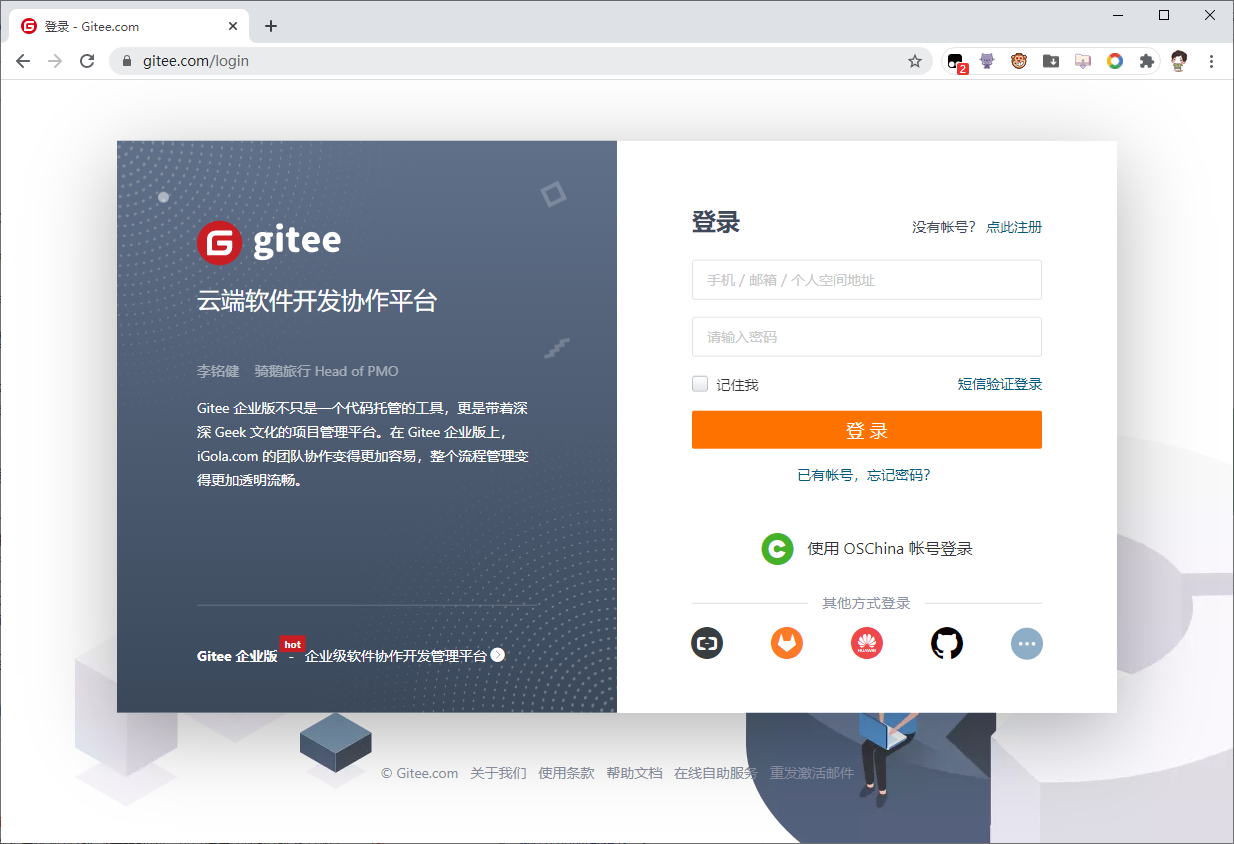 登录 - Gitee.com
gitee.com/login
2
gitee
云端软件开发协作平台
李铭健 骑鹅旅行 Head of PMO
Gitee 企业版不只是一个代码托管的工具，更是带着深
深 Geek 文化的项目管理平台。在 Gitee 企业版上，
iGola.com 的团队协作变得更加容易，整个流程管理变
得更加透明流畅。
hot
Gitee 企业版 - 企业级软件协作开发管理平台
登录
没有帐号？ 点此注册
手机 / 邮箱 / 个人空间地址
请输入密码
记住我
短信验证登录
登 录
已有帐号，忘记密码？
使用 OSChina 帐号登录
其他方式登录
HUAWEI
© Gitee.com 关于我们 使用条款 帮助文档 在线自助服务 重发激活邮件